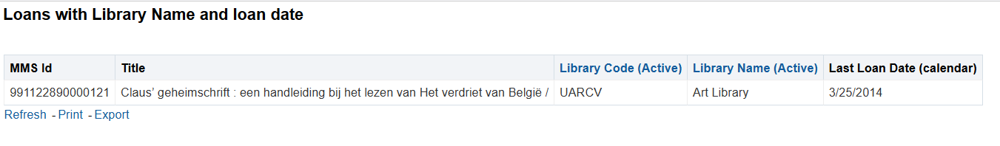 Loans with Library Name and loan date
MMS Id Title Library Code (Active) Library Name (Active) Last Loan Date (calendar)
991122890000121 Claus’ geheimschrift : een handleiding bij het lezen van Het verdriet van België / UARCV Art Library 3/25/2014
Refresh - Print - Export